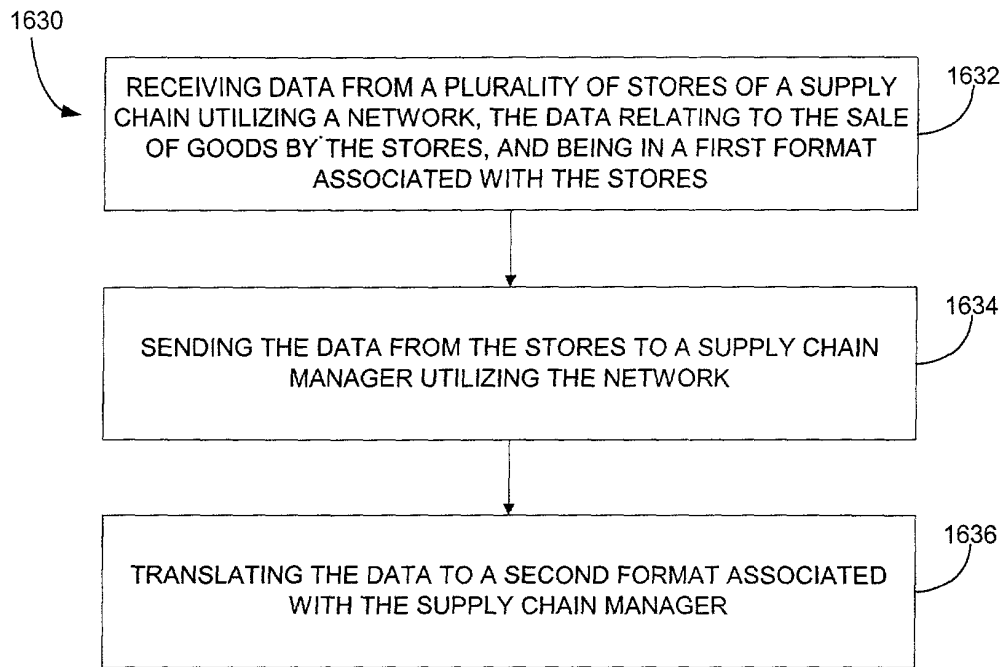 1630
1632
RECEIVING DATA FROM A PLURALITY OF STORES OF A SUPPLY
CHAIN UTILIZING A NETWORK, THE DATA RELATING TO THE SALE
OF GOODS BY THE STORES, AND BEING IN A FIRST FORMAT
ASSOCIATED WITH THE STORES
1634
SENDING THE DATA FROM THE STORES TO A SUPPLY CHAIN
MANAGER UTILIZING THE NETWORK
1636
TRANSLATING THE DATA TO A SECOND FORMAT ASSOCIATED
WITH THE SUPPLY CHAIN MANAGER